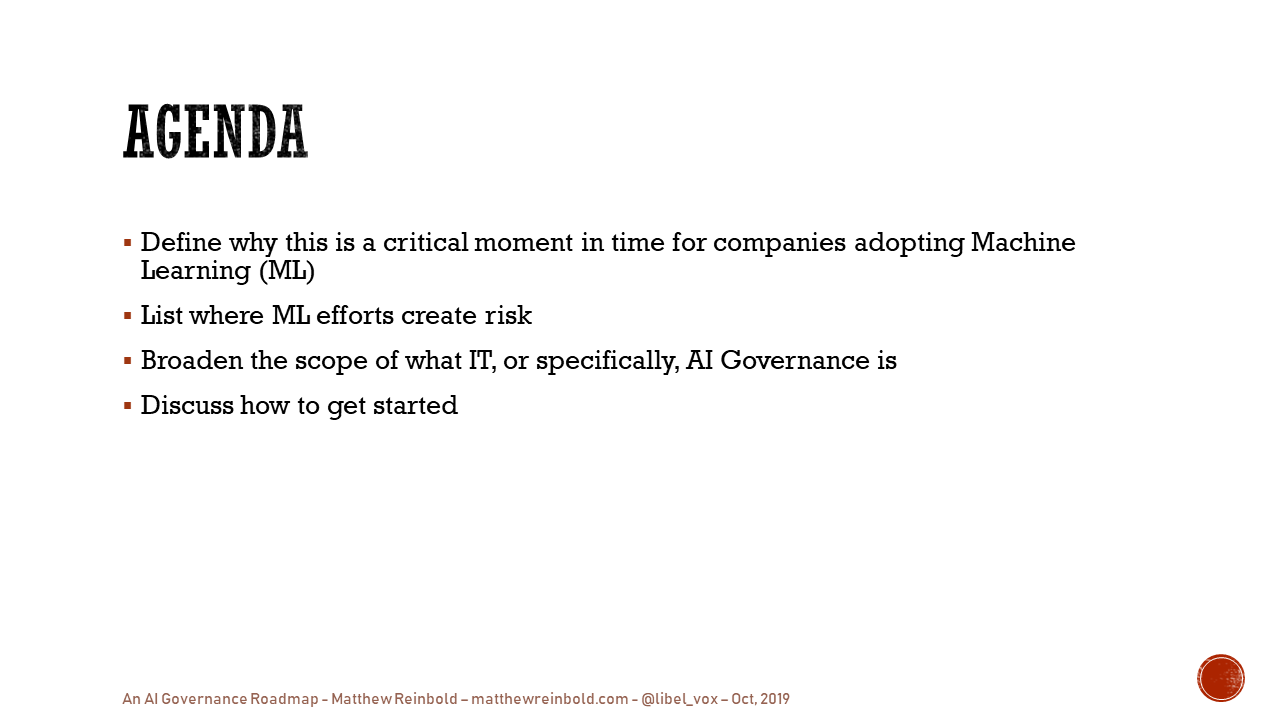 AGENDA
▪ Define why this is a critical moment in time for companies adopting Machine
Learning (ML)
▪ List where ML efforts create risk
▪ Broaden the scope of what IT, or specifically, AI Governance is
▪ Discuss how to get started
An AI Governance Roadmap - Matthew Reinbold – matthewreinbold.com - @libel_vox – Oct, 2019